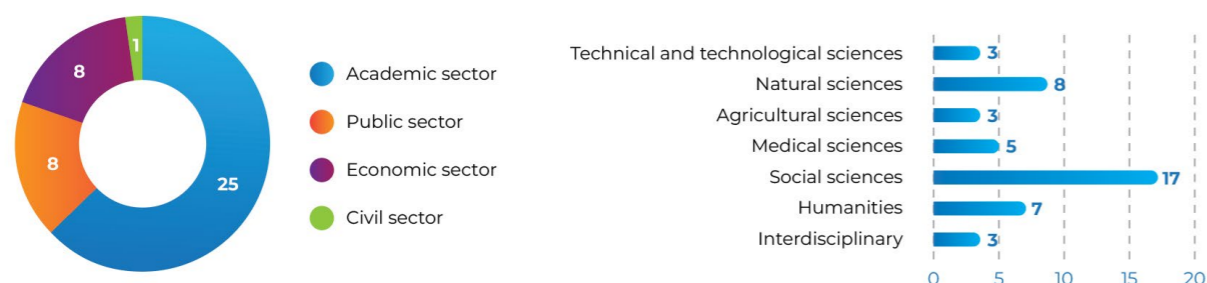 1
8
8
25
Academic sector
Public sector
Economic sector
Civil sector
Technical and technological sciences 3
Natural sciences 8
Agricultural sciences 3
Medical sciences 5
Social sciences 17
Humanities 7
Interdisciplinary 3
0 5 10 15 20